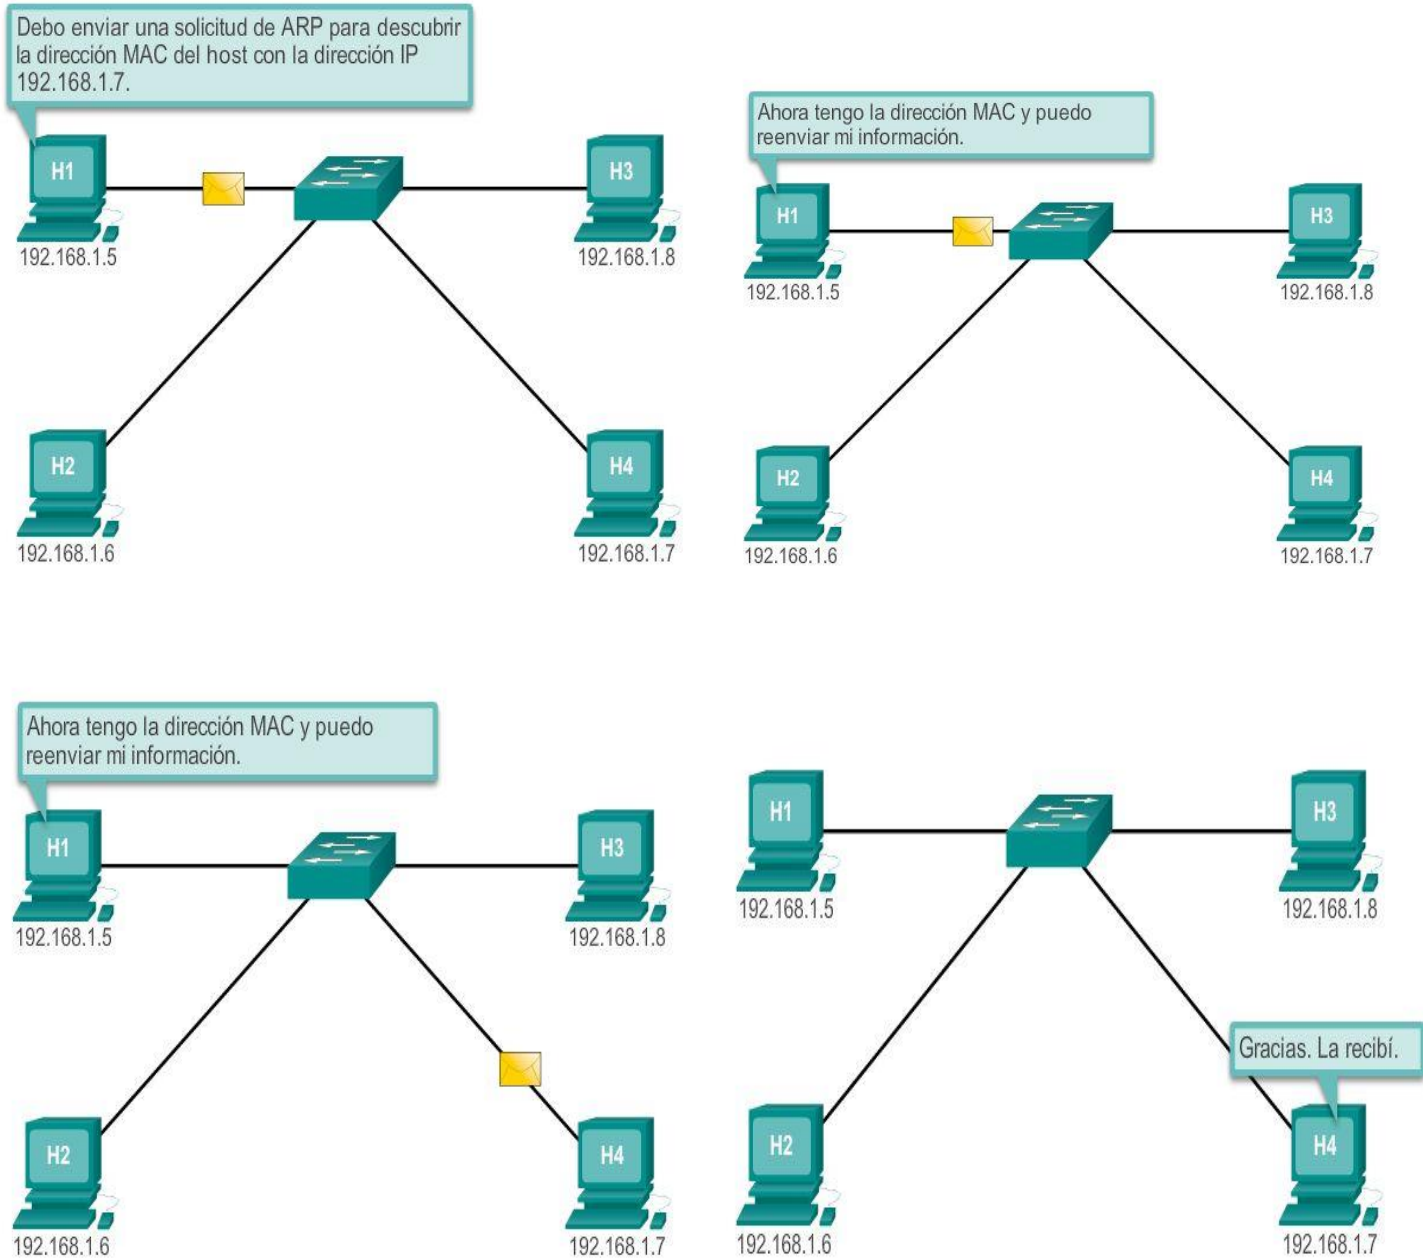 Debo enviar una solicitud de ARP para descubrir
la dirección MAC del host con la dirección IP
192.168.1.7.
H1
192.168.1.5
H3
192.168.1.8
H2
192.168.1.6
H4
192.168.1.7
Ahora tengo la dirección MAC y puedo
reenviar mi información.
H1
192.168.1.5
H3
192.168.1.8
H2
192.168.1.6
H4
192.168.1.7
Ahora tengo la dirección MAC y puedo
reenviar mi información.
H1
192.168.1.5
H3
192.168.1.8
H2
192.168.1.6
H4
192.168.1.7
H1
192.168.1.5
H3
192.168.1.8
Gracias. La recibí.
H2
192.168.1.6
H4
192.168.1.7